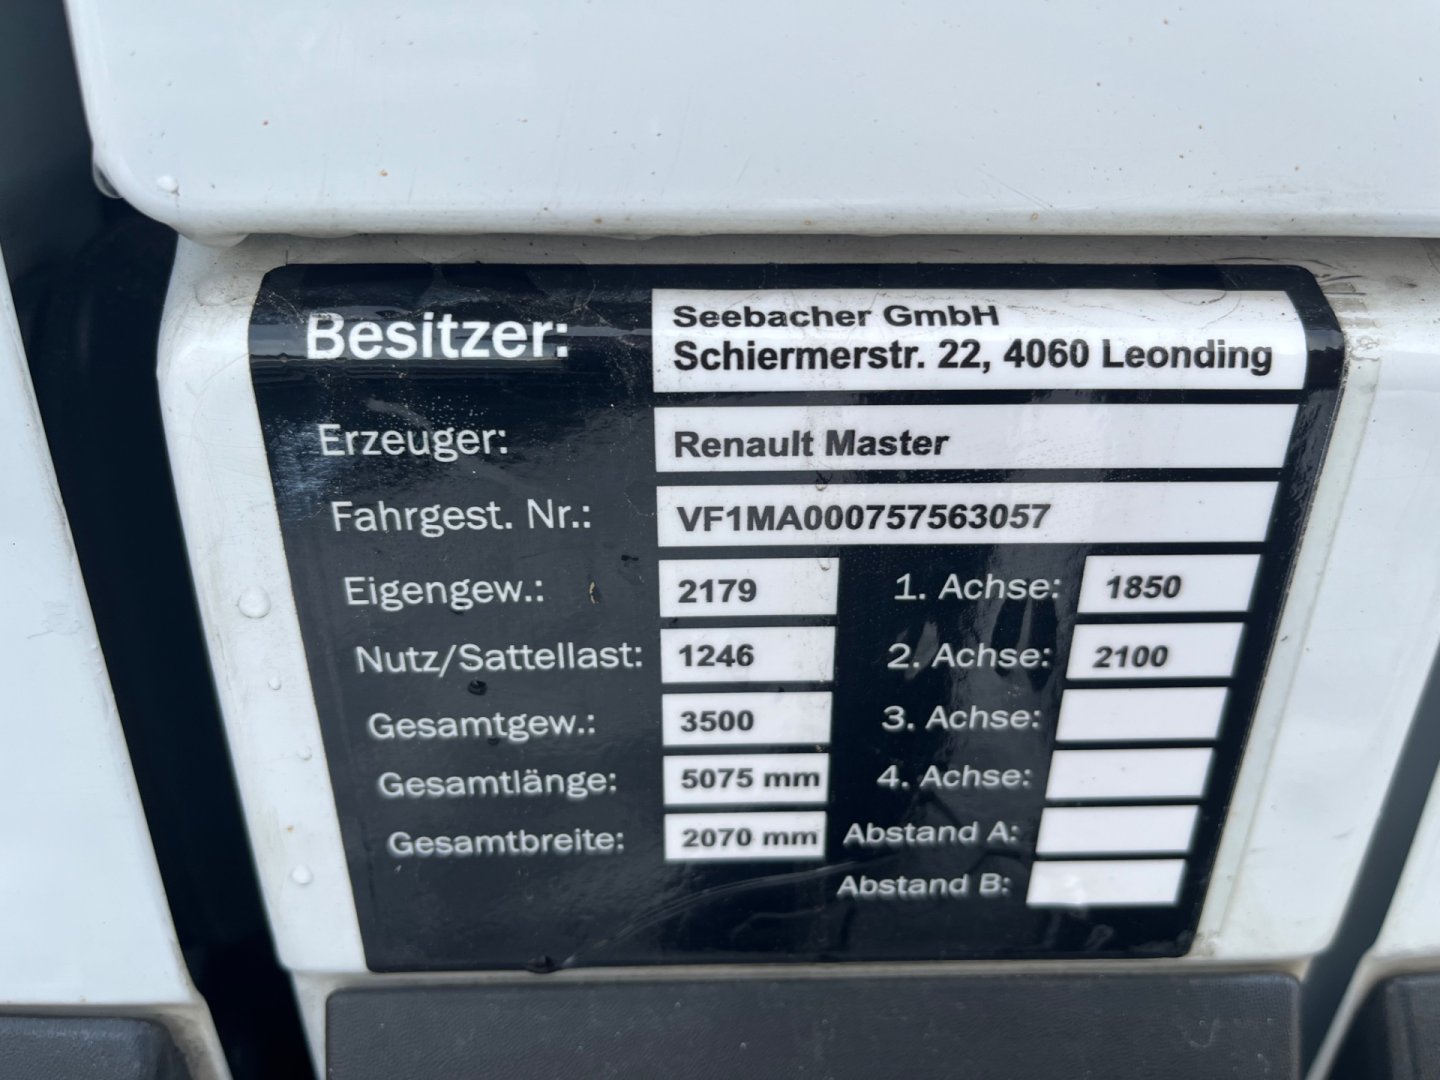 Besitzer: Seebacher GmbH
Schiermerstr. 22, 4060 Leonding
Erzeuger: Renault Master
Fahrgest. Nr.: VF1MA000757563057
Eigengew.: 2179 1. Achse: 1850
Nutz/Sattellast: 1246 2. Achse: 2100
Gesamtgew.: 3500 3. Achse:
Gesamtlänge: 5075 mm 4. Achse:
Gesamtbreite: 2070 mm Abstand A:
Abstand B: